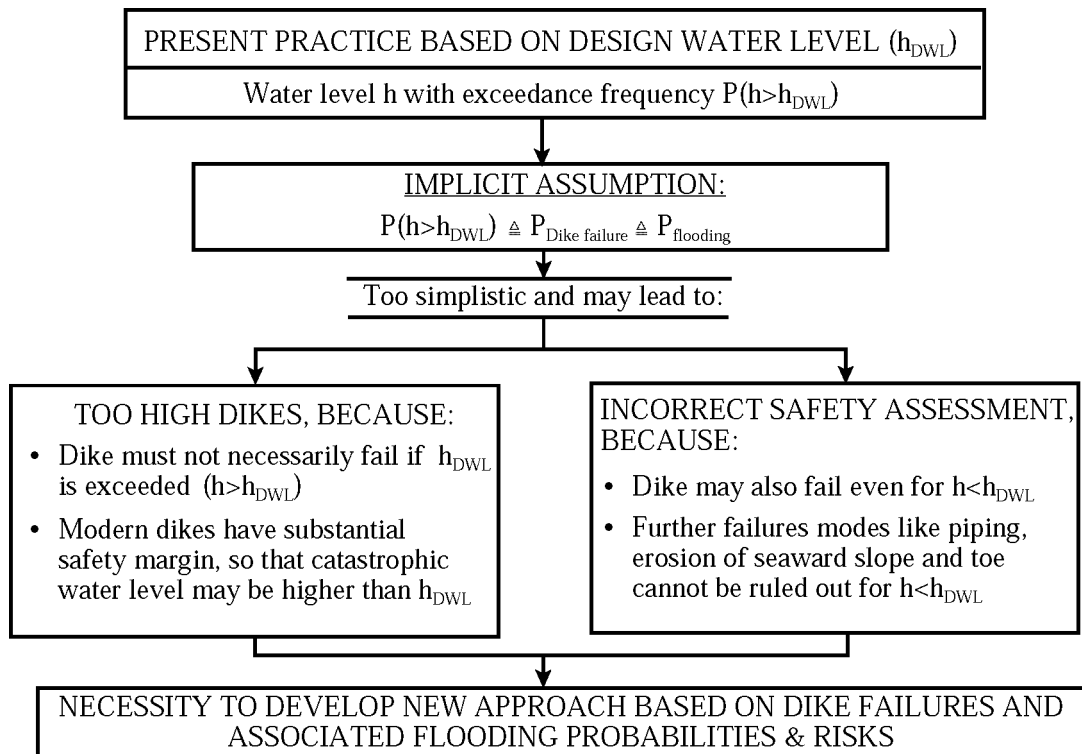 PRESENT PRACTICE BASED ON DESIGN WATER LEVEL (hDWL)
Water level h with exceedance frequency P(h>hDWL)
IMPLICIT ASSUMPTION:
P(h>hDWL) ≙ PDike failure ≙ Pflooding
Too simplistic and may lead to:
TOO HIGH DIKES, BECAUSE:
• Dike must not necessarily fail if hDWL
is exceeded (h>hDWL)
• Modern dikes have substantial
safety margin, so that catastrophic
water level may be higher than hDWL
INCORRECT SAFETY ASSESSMENT,
BECAUSE:
• Dike may also fail even for h<hDWL
• Further failures modes like piping,
erosion of seaward slope and toe
cannot be ruled out for h<hDWL
NECESSITY TO DEVELOP NEW APPROACH BASED ON DIKE FAILURES AND
ASSOCIATED FLOODING PROBABILITIES & RISKS